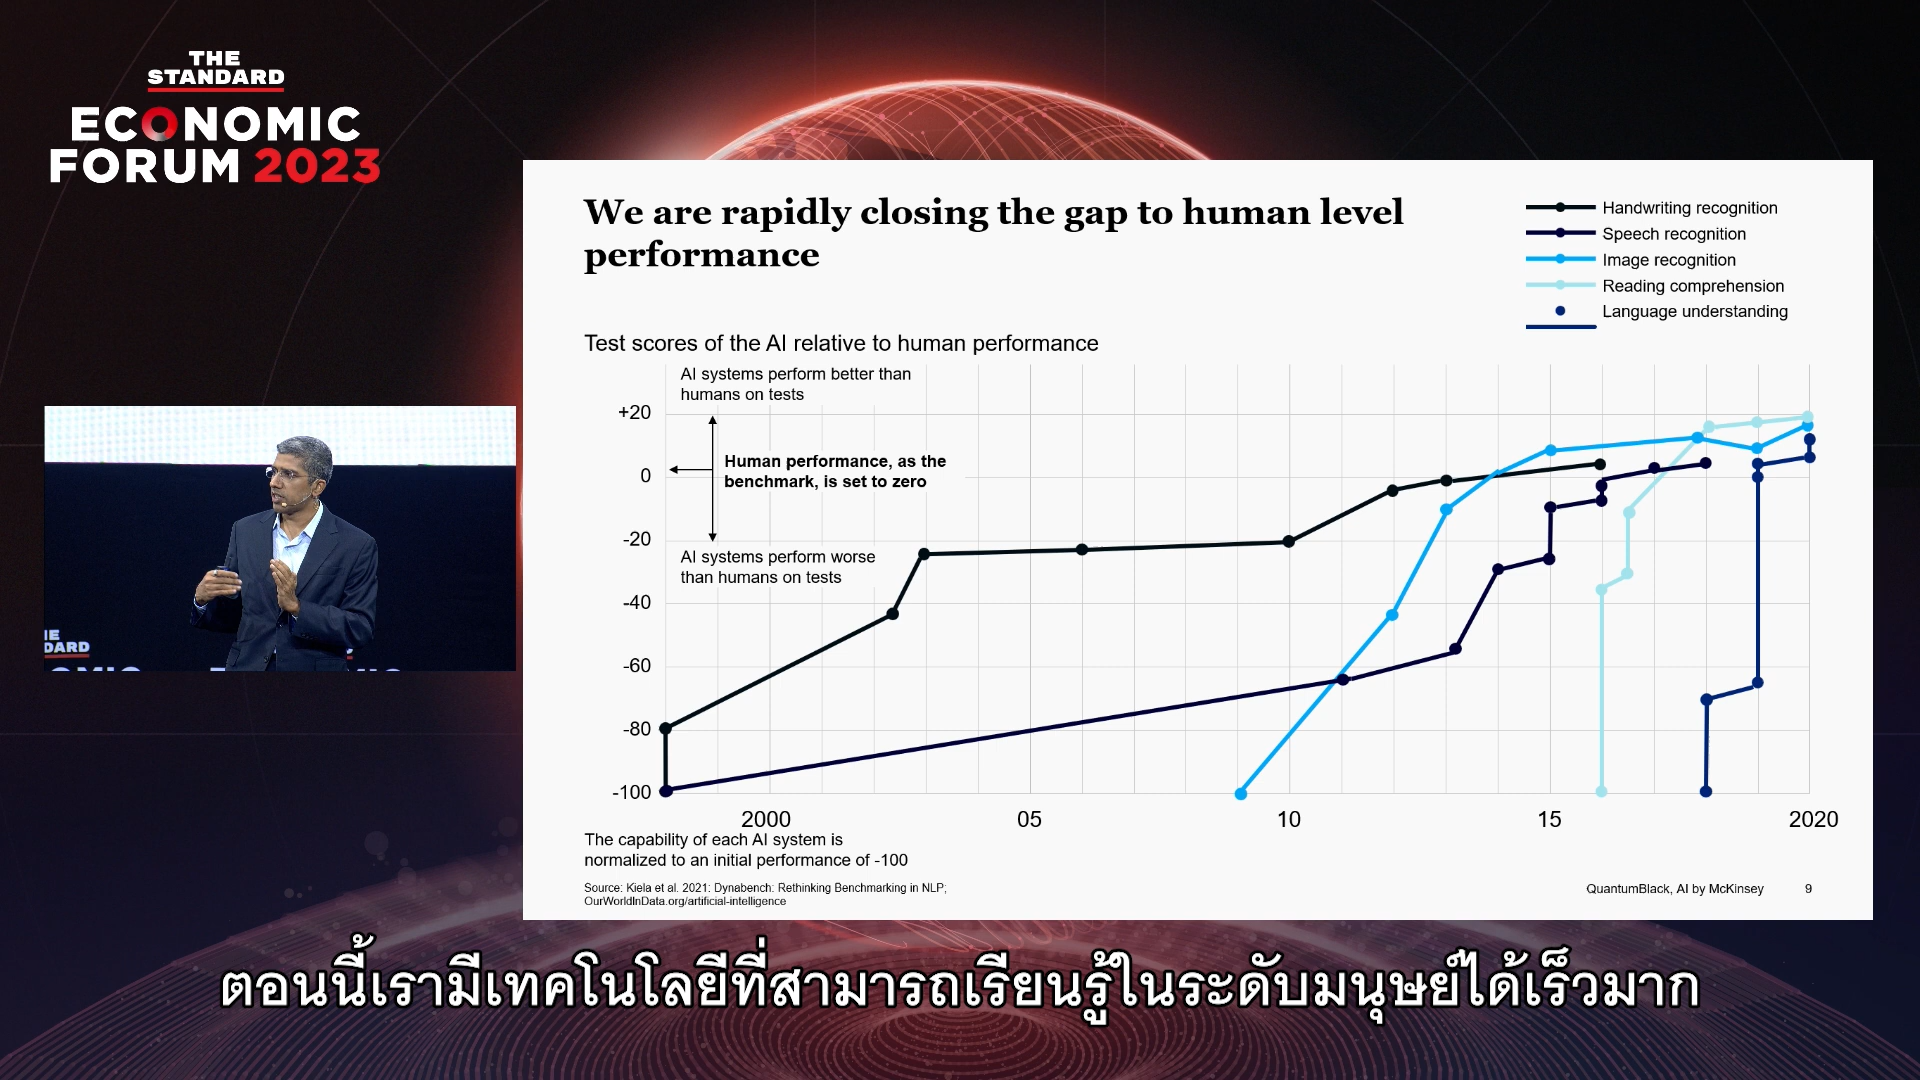 THE
STANDARD
ECONOMIC
FORUM 2023
We are rapidly closing the gap to human level
performance
Handwriting recognition
Speech recognition
Image recognition
Reading comprehension
Language understanding
Test scores of the AI relative to human performance
AI systems perform better than
humans on tests
+20
Human performance, as the
benchmark, is set to zero
0
-20
AI systems perform worse
than humans on tests
-40
-60
-80
-100
2000 05 10 15 2020
The capability of each AI system is
normalized to an initial performance of -100
Source: Kiela et al. 2021: Dynabench: Rethinking Benchmarking in NLP;
OurWorldInData.org/artificial-intelligence
QuantumBlack, AI by McKinsey 9
ตอนนี้เรามีเทคโนโลยีที่สามารถเรียนรู้ในระดับมนุษย์ได้เร็วมาก